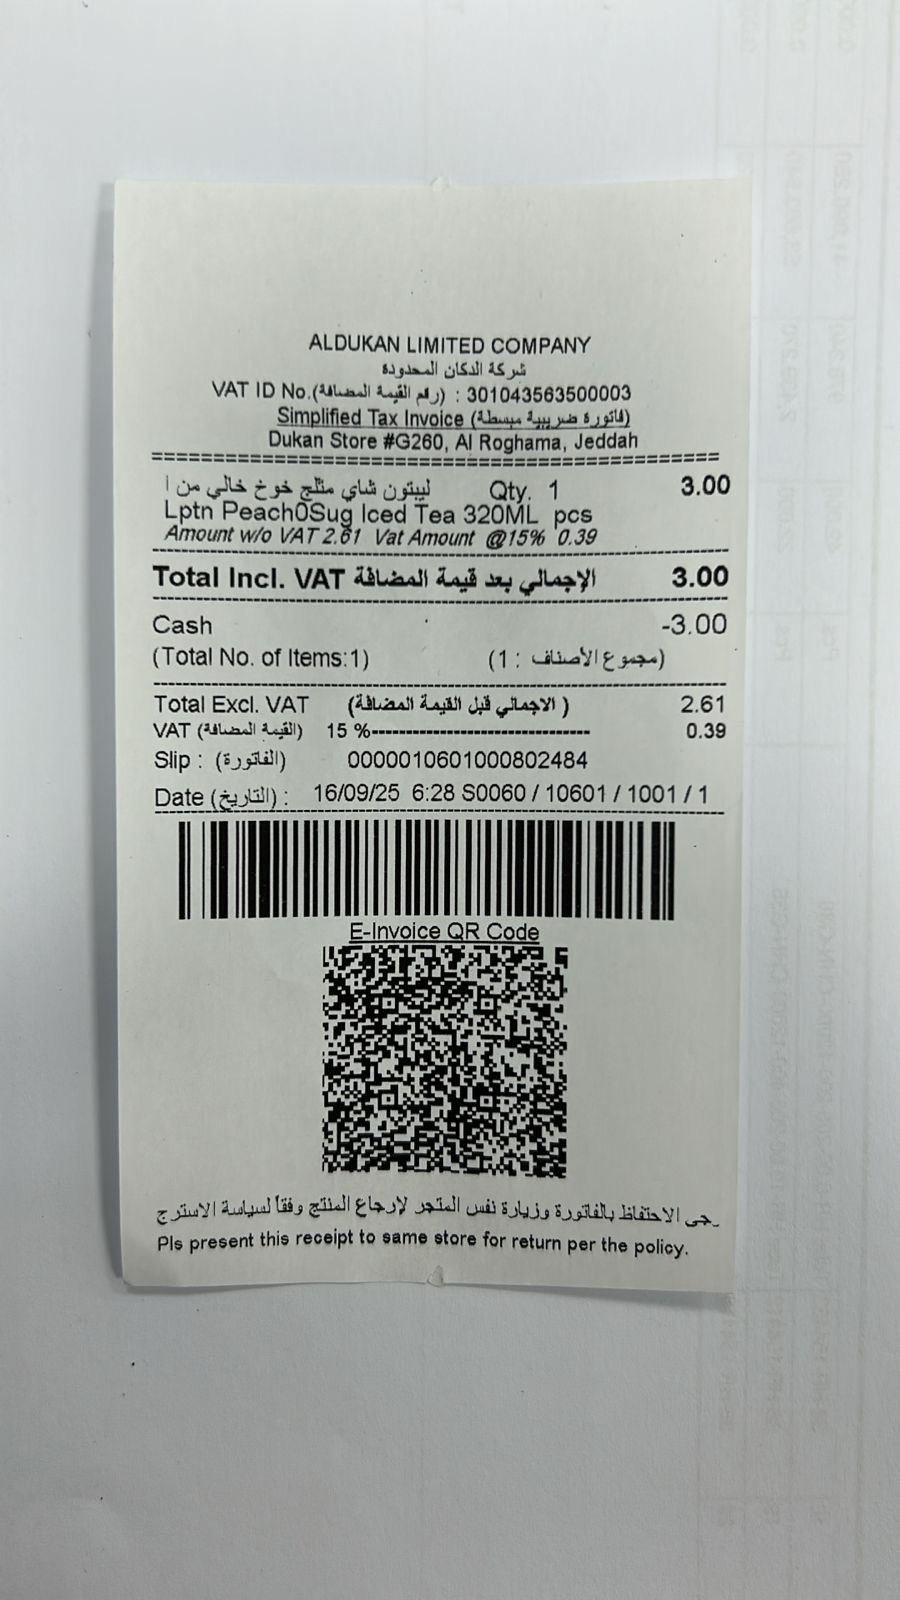 ALDUKAN LIMITED COMPANY
شركة الدكان المحدودة
VAT ID No.(رقم القيمة المضافة) : 301043563500003
Simplified Tax Invoice (فاتورة ضريبية مبسطة)
Dukan Store #G260, Al Roghama, Jeddah
ليبتون شاي مثلج خوخ خالي من ا Qty. 1 3.00
Lptn Peach0Sug Iced Tea 320ML pcs
Amount w/o VAT 2.61 Vat Amount @15% 0.39
Total Incl. VAT الإجمالي بعد قيمة المضافة 3.00
Cash -3.00
(Total No. of Items:1) (مجموع الأصناف : 1)
Total Excl. VAT (الاجمالي قبل القيمة المضافة ) 2.61
VAT (القيمة المضافة) 15 %-------------------------------- 0.39
Slip : (الفاتورة) 0000010601000802484
Date (التاريخ) : 16/09/25 6:28 S0060 / 10601 / 1001 / 1
E-Invoice QR Code
جى الاحتفاظ بالفاتورة وزيارة نفس المتجر لإرجاع المنتج وفقاً لسياسة الاسترج
Pls present this receipt to same store for return per the policy.